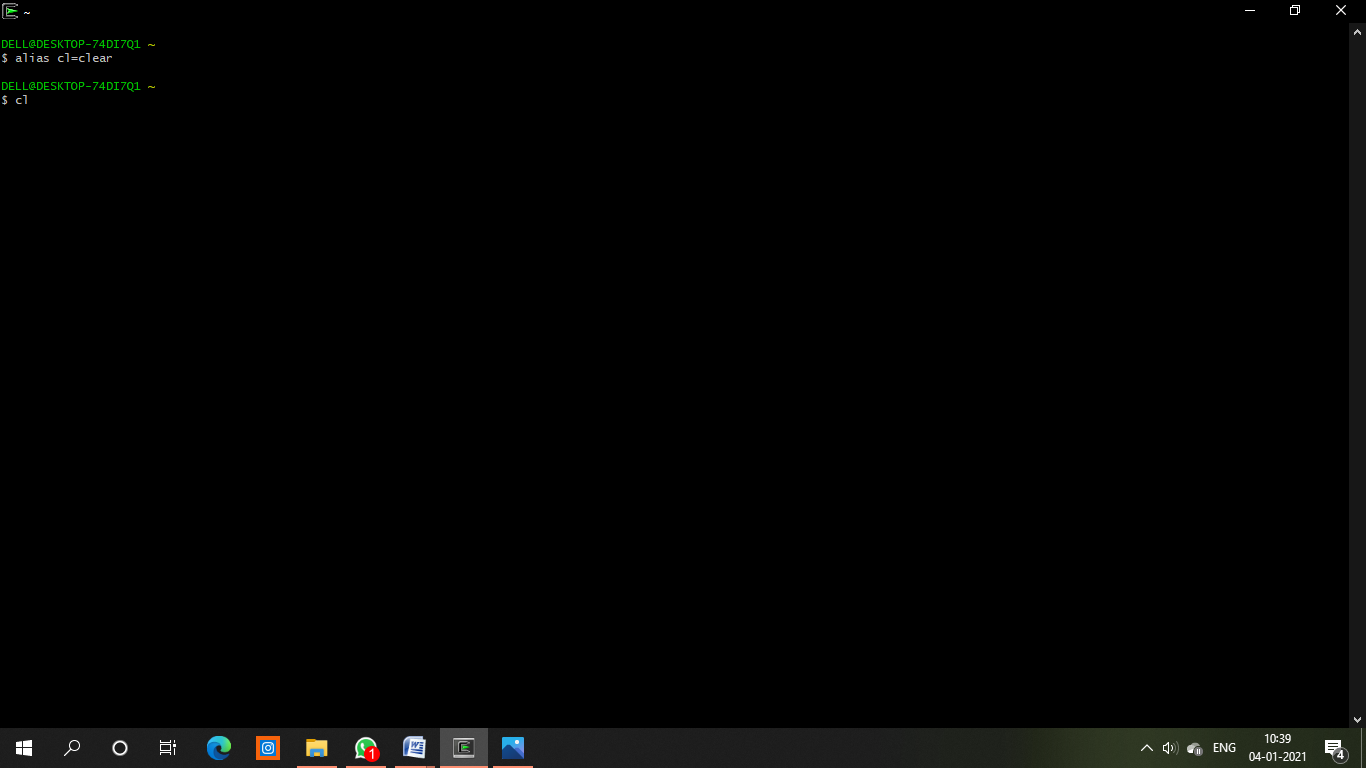 ~
DELL@DESKTOP-74DI7Q1 ~
$ alias cl=clear
DELL@DESKTOP-74DI7Q1 ~
$ cl
1
W
ENG
10:39
04-01-2021
4